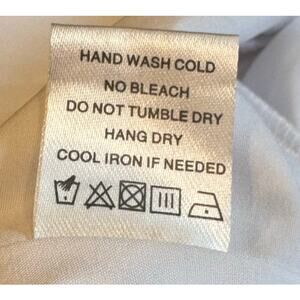 HAND WASH COLD
NO BLEACH
DO NOT TUMBLE DRY
HANG DRY
COOL IRON IF NEEDED